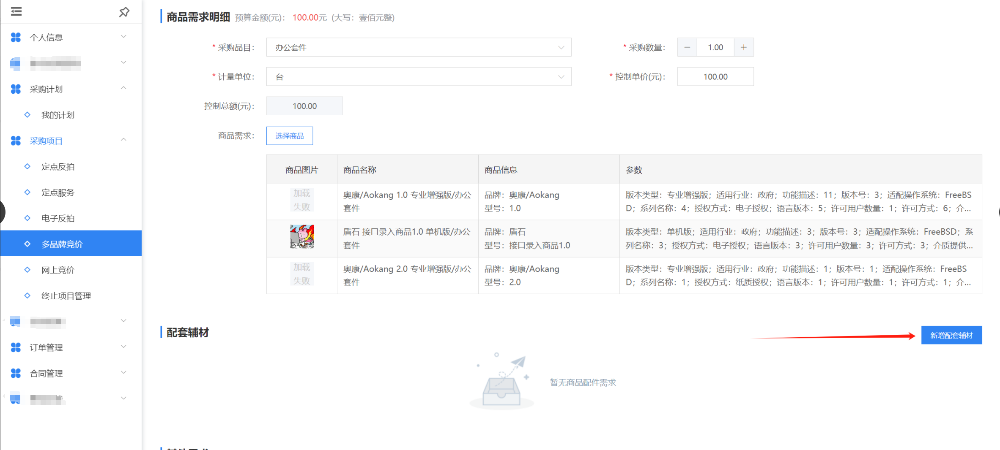 个人信息
采购计划
我的计划
采购项目
定点反拍
定点服务
电子反拍
多品牌竞价
网上竞价
终止项目管理
订单管理
合同管理
商品需求明细 预算金额(元)： 100.00元 (大写：壹佰元整)
* 采购品目： 办公套件
* 采购数量： − 1.00 +
* 计量单位： 台
* 控制单价(元)： 100.00
控制总额(元)： 100.00
商品需求： 选择商品
商品图片 商品名称 商品信息 参数
加载
失败
奥康/Aokang 1.0 专业增强版/办公
套件
品牌：奥康/Aokang
型号：1.0
版本类型：专业增强版；适用行业：政府；功能描述：11；版本号：3；适配操作系统：FreeBS
D；系列名称：4；授权方式：电子授权；语言版本：5；许可用户数量：1；许可方式：6；介...
盾石 接口录入商品1.0 单机版/办公
套件
品牌：盾石
型号：接口录入商品1.0
版本类型：单机版；适用行业：政府；功能描述：3；版本号：3；适配操作系统：FreeBSD；系
列名称：3；授权方式：电子授权；语言版本：3；许可用户数量：3；许可方式：3；介质提供...
加载
失败
奥康/Aokang 2.0 专业增强版/办公
套件
品牌：奥康/Aokang
型号：2.0
版本类型：专业增强版；适用行业：政府；功能描述：1；版本号：1；适配操作系统：FreeBS
D；系列名称：1；授权方式：纸质授权；语言版本：1；许可用户数量：1；许可方式：1；介...
配套辅材
新增配套辅材
暂无商品配件需求